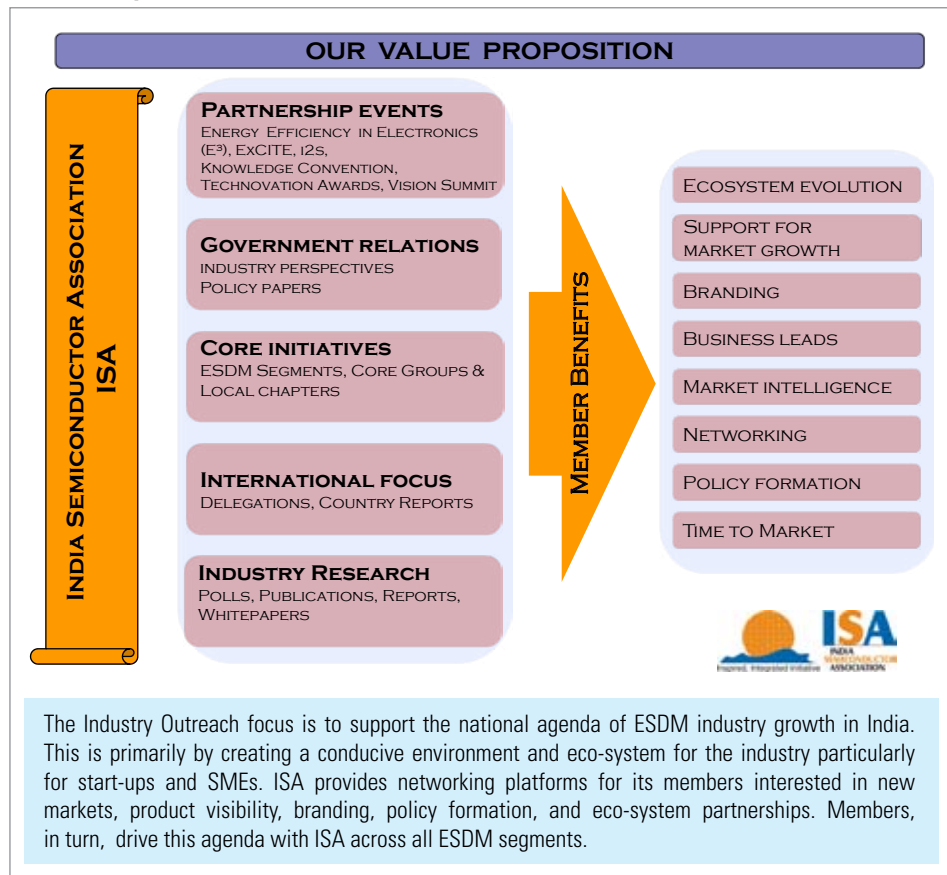 OUR VALUE PROPOSITION
INDIA SEMICONDUCTOR ASSOCIATION
ISA
PARTNERSHIP EVENTS
ENERGY EFFICIENCY IN ELECTRONICS
(E³), EXCITE, I2S,
KNOWLEDGE CONVENTION,
TECHNOVATION AWARDS, VISION SUMMIT
GOVERNMENT RELATIONS
INDUSTRY PERSPECTIVES
POLICY PAPERS
CORE INITIATIVES
ESDM SEGMENTS, CORE GROUPS &
LOCAL CHAPTERS
INTERNATIONAL FOCUS
DELEGATIONS, COUNTRY REPORTS
INDUSTRY RESEARCH
POLLS, PUBLICATIONS, REPORTS,
WHITEPAPERS
MEMBER BENEFITS
ECOSYSTEM EVOLUTION
SUPPORT FOR
MARKET GROWTH
BRANDING
BUSINESS LEADS
MARKET INTELLIGENCE
NETWORKING
POLICY FORMATION
TIME TO MARKET
ISA
INDIA
SEMICONDUCTOR
ASSOCIATION
Inspired, Integrated Initiative
The Industry Outreach focus is to support the national agenda of ESDM industry growth in India.
This is primarily by creating a conducive environment and eco-system for the industry particularly
for start-ups and SMEs. ISA provides networking platforms for its members interested in new
markets, product visibility, branding, policy formation, and eco-system partnerships. Members,
in turn, drive this agenda with ISA across all ESDM segments.